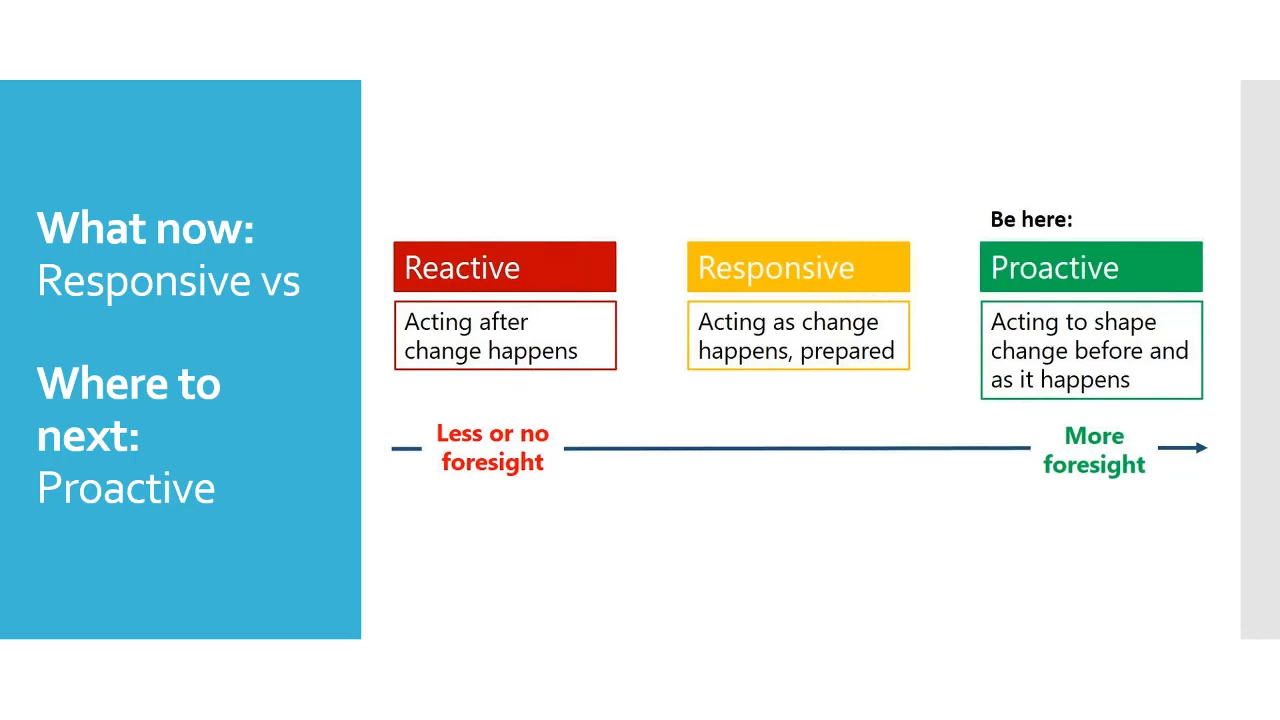 What now:
Responsive vs
Where to
next:
Proactive
Be here:
Reactive
Acting after
change happens
Responsive
Acting as change
happens, prepared
Proactive
Acting to shape
change before and
as it happens
Less or no
foresight
More
foresight